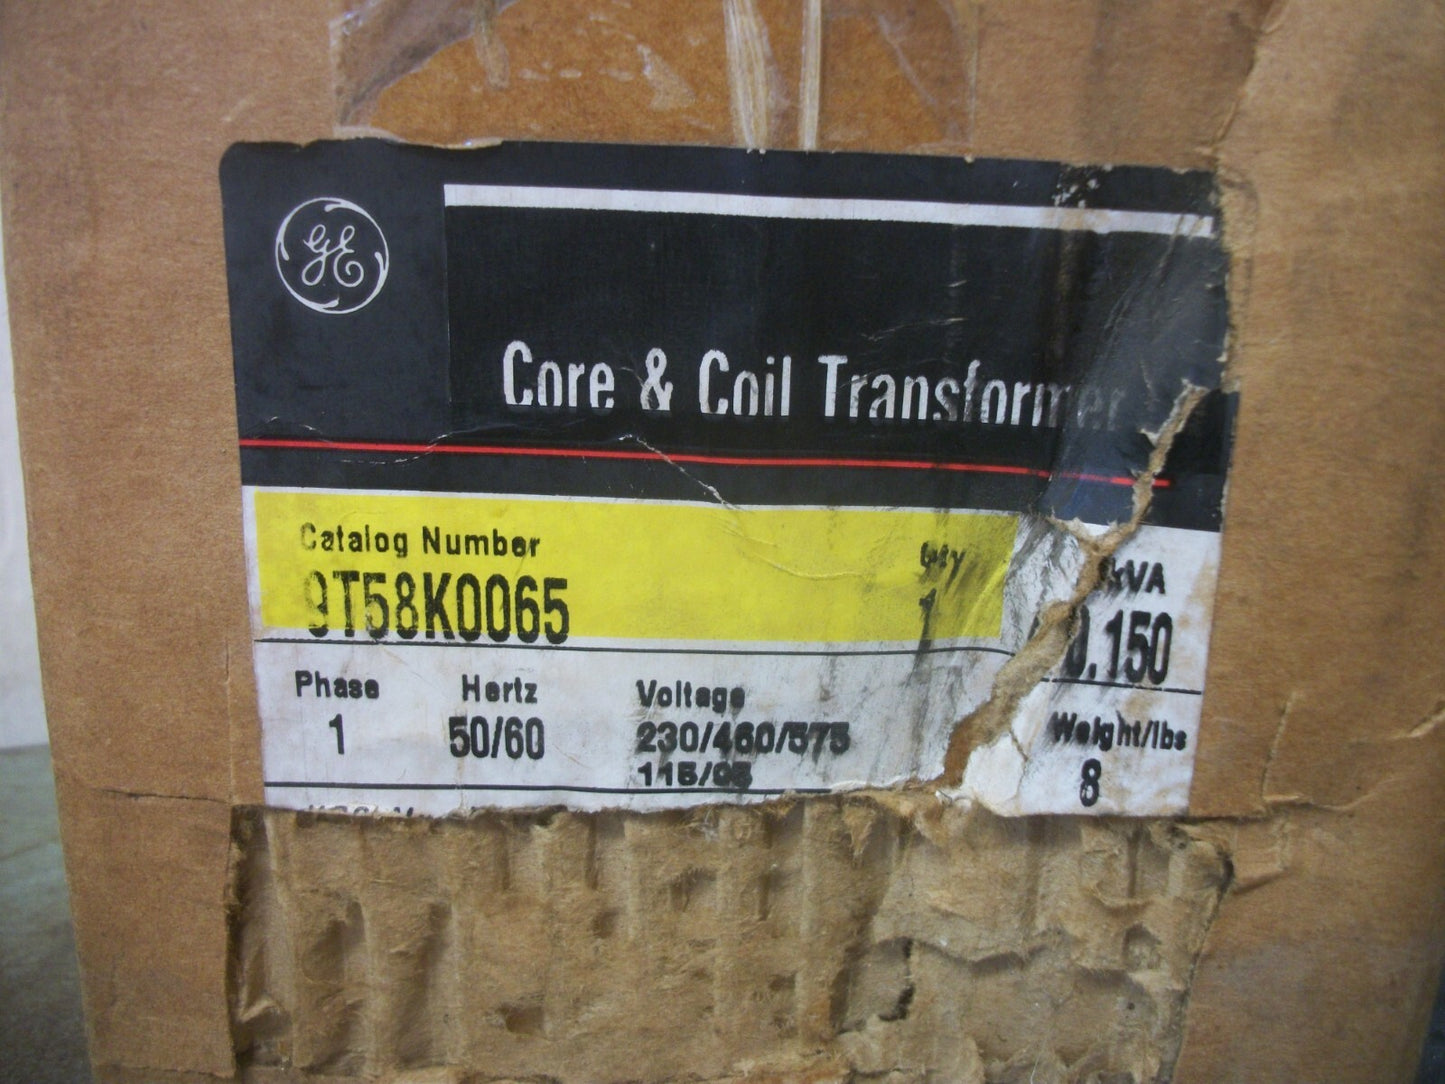 GE
Core & Coil Transformer
Catalog Number Qty kVA
9T58K0065 1 0.150
Phase Hertz Voltage Weight/lbs
1 50/60 230/460/575 8
115/95